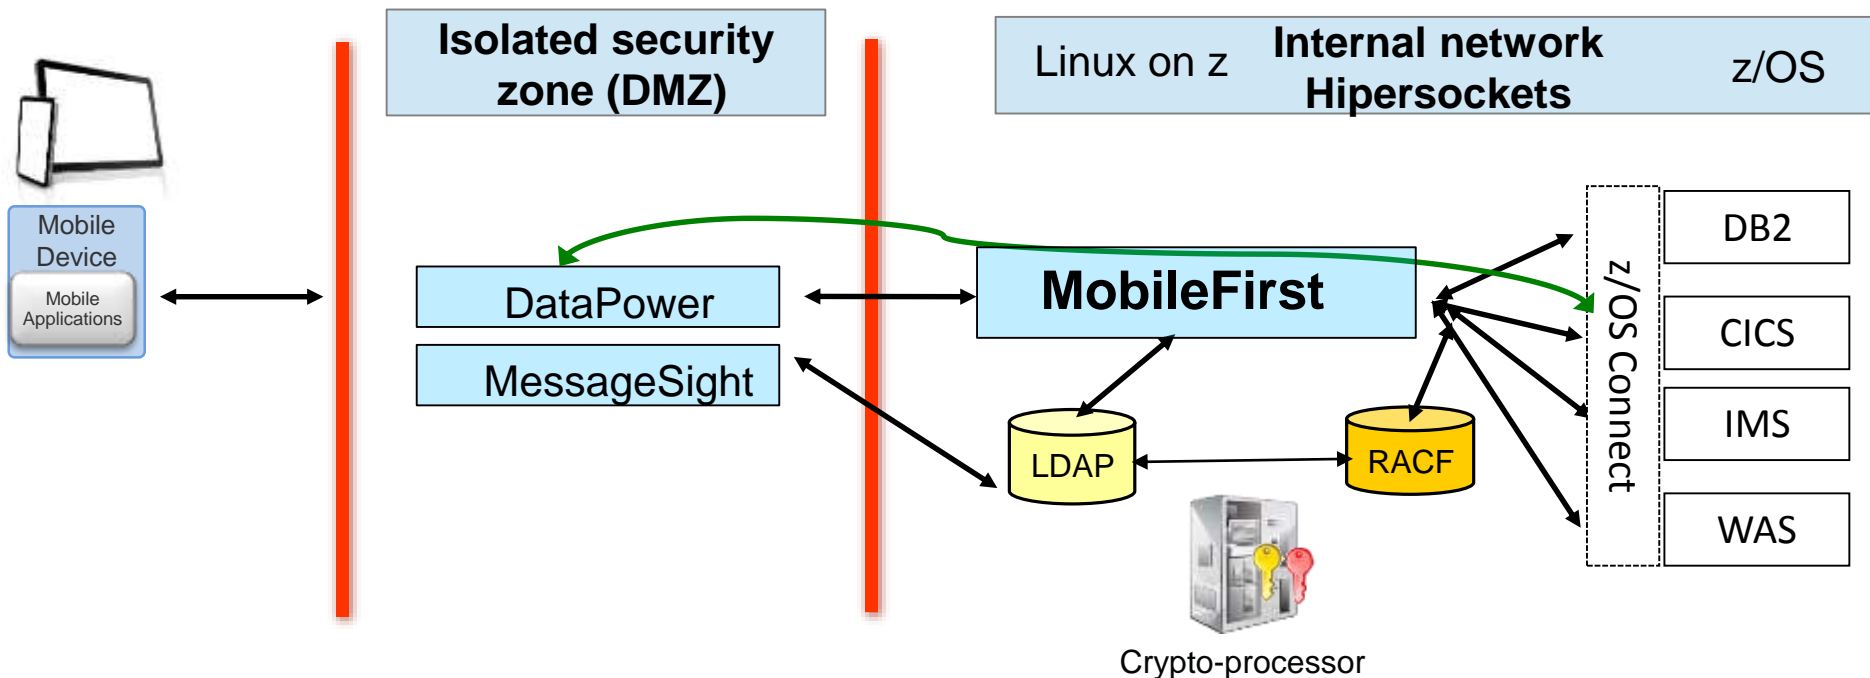 Isolated security
zone (DMZ)
Linux on z
Internal network
Hipersockets
z/OS
Mobile
Device
Mobile
Applications
DataPower
MessageSight
MobileFirst
LDAP
RACF
Crypto-processor
z/OS Connect
DB2
CICS
IMS
WAS